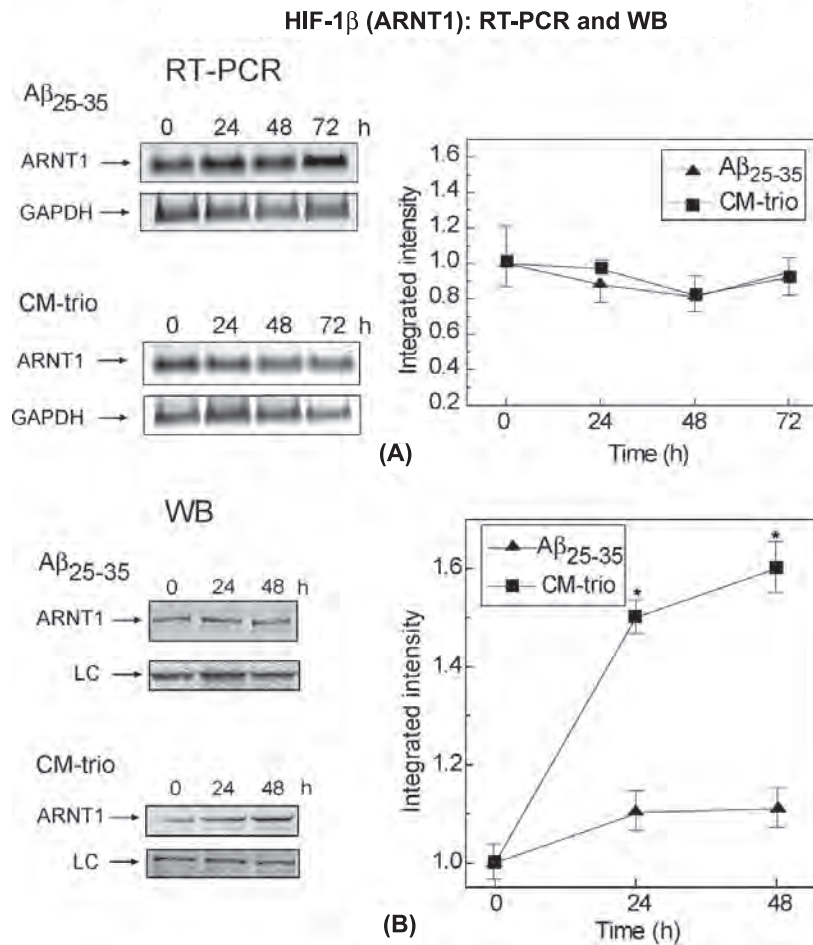 HIF-1β (ARNT1): RT-PCR and WB
RT-PCR
Aβ25-35
0 24 48 72 h
ARNT1
GAPDH
CM-trio
0 24 48 72 h
ARNT1
GAPDH
Integrated intensity
1.6
1.4
1.2
1.0
0.8
0.6
0.4
0.2
Aβ25-35
CM-trio
0 24 48 72
Time (h)
(A)
WB
Aβ25-35
0 24 48 h
ARNT1
LC
CM-trio
0 24 48 h
ARNT1
LC
Integrated intensity
1.6
1.4
1.2
1.0
Aβ25-35
CM-trio
*
*
0 24 48
Time (h)
(B)